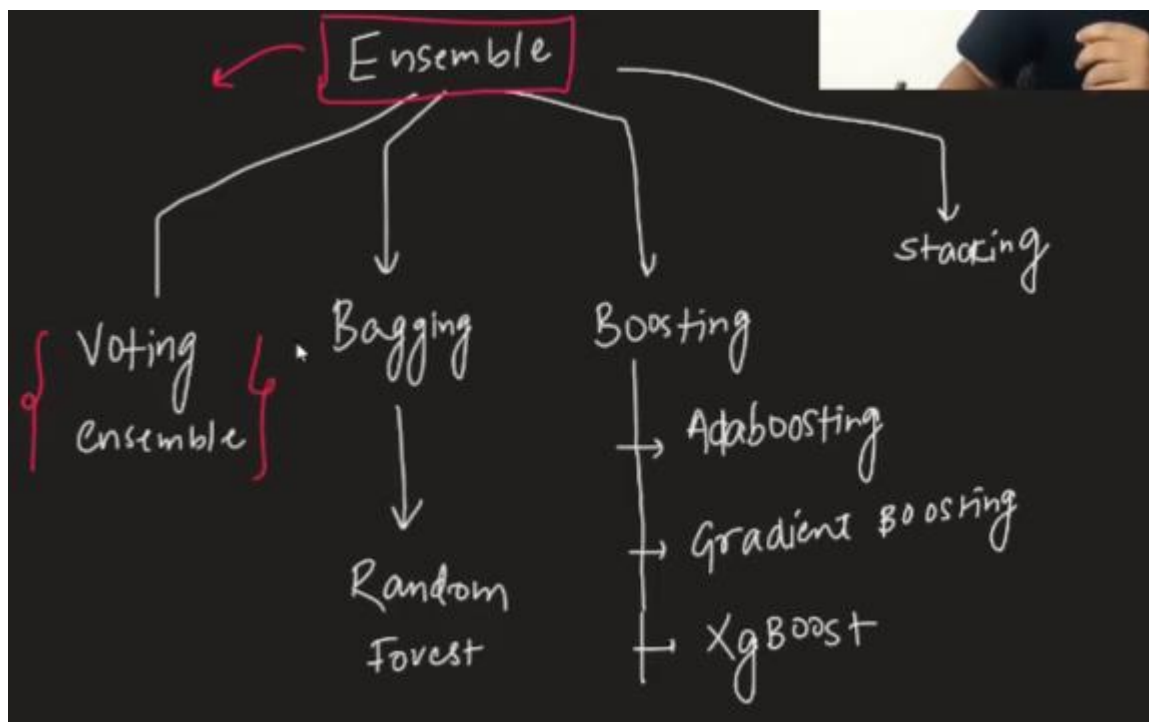 Ensemble
Stacking
Voting
ensemble
Bagging
Random
Forest
Boosting
Adaboosting
Gradient Boosting
XgBoost